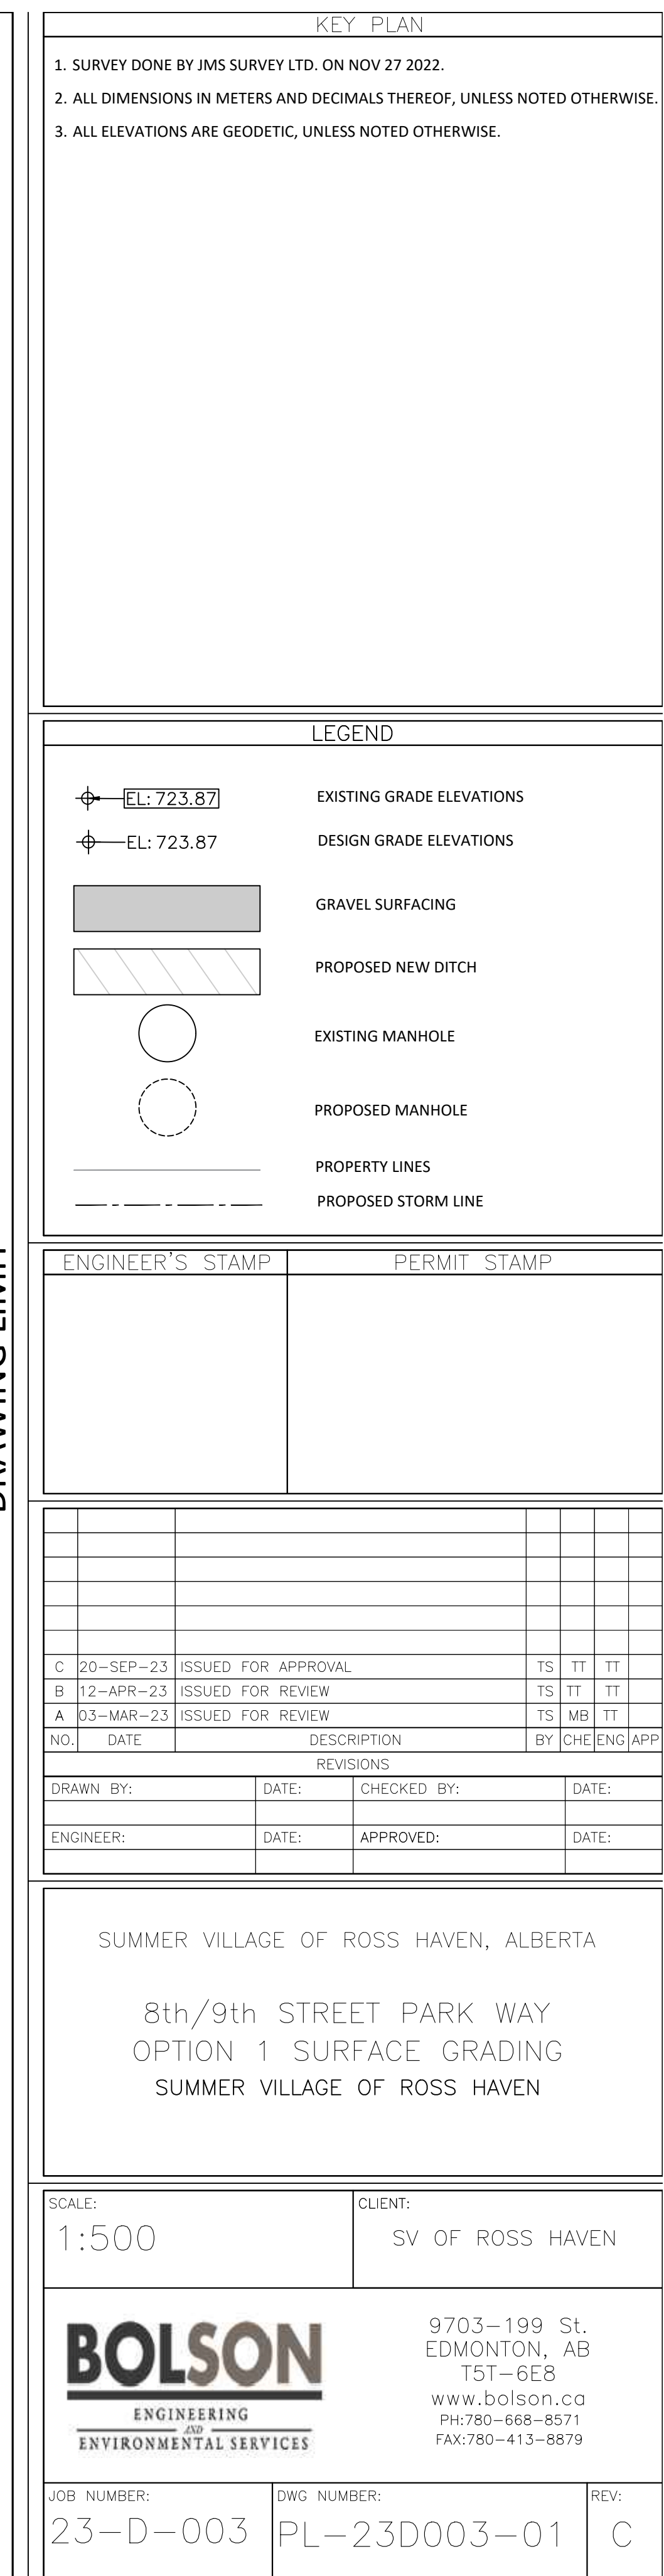 KEY PLAN
1. SURVEY DONE BY JMS SURVEY LTD. ON NOV 27 2022.
2. ALL DIMENSIONS IN METERS AND DECIMALS THEREOF, UNLESS NOTED OTHERWISE.
3. ALL ELEVATIONS ARE GEODETIC, UNLESS NOTED OTHERWISE.
LEGEND
EL: 723.87 EXISTING GRADE ELEVATIONS
EL: 723.87 DESIGN GRADE ELEVATIONS
GRAVEL SURFACING
PROPOSED NEW DITCH
EXISTING MANHOLE
PROPOSED MANHOLE
PROPERTY LINES
PROPOSED STORM LINE
ENGINEER'S STAMP PERMIT STAMP
C 20-SEP-23 ISSUED FOR APPROVAL TS TT TT
B 12-APR-23 ISSUED FOR REVIEW TS TT TT
A 03-MAR-23 ISSUED FOR REVIEW TS MB TT
NO. DATE DESCRIPTION BY CHE ENG APP
REVISIONS
DRAWN BY: DATE: CHECKED BY: DATE:
ENGINEER: DATE: APPROVED: DATE:
SUMMER VILLAGE OF ROSS HAVEN, ALBERTA
8th/9th STREET PARK WAY
OPTION 1 SURFACE GRADING
SUMMER VILLAGE OF ROSS HAVEN
SCALE: CLIENT:
1:500 SV OF ROSS HAVEN
BOLSON
ENGINEERING
AND
ENVIRONMENTAL SERVICES
9703-199 St.
EDMONTON, AB
T5T-6E8
www.bolson.ca
PH:780-668-8571
FAX:780-413-8879
JOB NUMBER: DWG NUMBER: REV:
23-D-003 PL-23D003-01 C